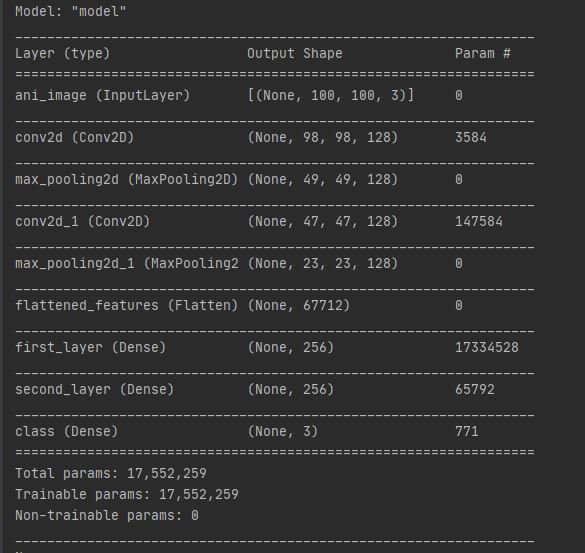 Model: "model"
_________________________________________________________________
Layer (type)                 Output Shape              Param #
=================================================================
ani_image (InputLayer)       [(None, 100, 100, 3)]     0
_________________________________________________________________
conv2d (Conv2D)              (None, 98, 98, 128)       3584
_________________________________________________________________
max_pooling2d (MaxPooling2D) (None, 49, 49, 128)       0
_________________________________________________________________
conv2d_1 (Conv2D)            (None, 47, 47, 128)       147584
_________________________________________________________________
max_pooling2d_1 (MaxPooling2 (None, 23, 23, 128)       0
_________________________________________________________________
flattened_features (Flatten) (None, 67712)             0
_________________________________________________________________
first_layer (Dense)          (None, 256)               17334528
_________________________________________________________________
second_layer (Dense)         (None, 256)               65792
_________________________________________________________________
class (Dense)                (None, 3)                 771
=================================================================
Total params: 17,552,259
Trainable params: 17,552,259
Non-trainable params: 0
_________________________________________________________________